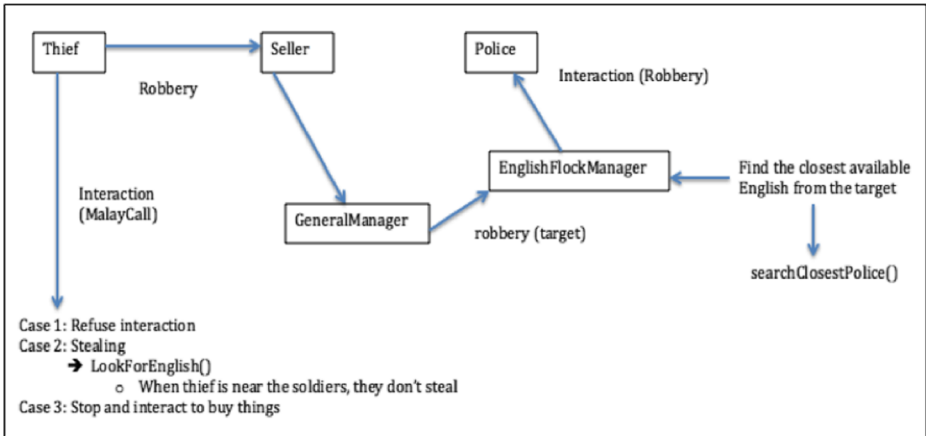 Thief
Seller
Police
Robbery
Interaction (Robbery)
EnglishFlockManager
Find the closest available
English from the target
Interaction
(MalayCall)
GeneralManager
robbery (target)
searchClosestPolice()
Case 1: Refuse interaction
Case 2: Stealing
➔ LookForEnglish()
o When thief is near the soldiers, they don't steal
Case 3: Stop and interact to buy things